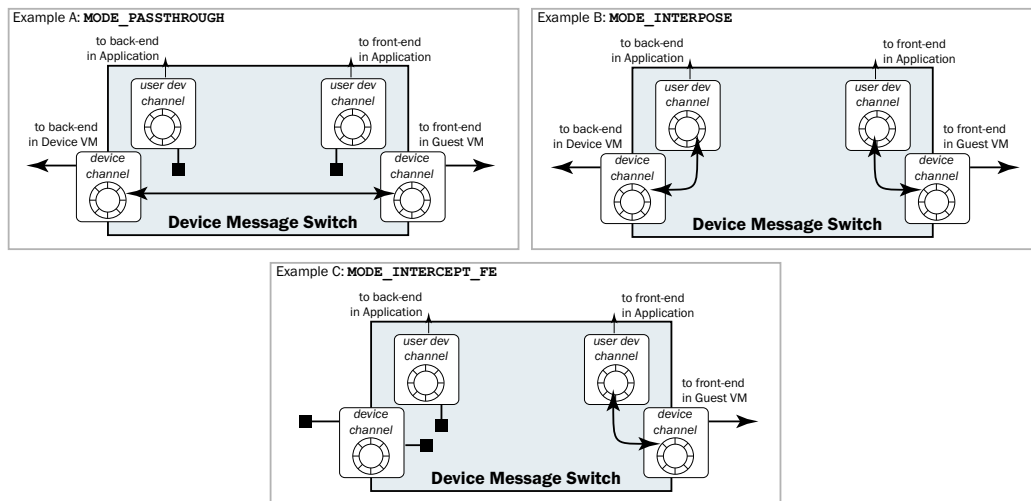 Example A: MODE_PASSTHROUGH
to back-end
in Application
to front-end
in Application
user dev
channel
user dev
channel
to back-end
in Device VM
to front-end
in Guest VM
device
channel
device
channel
Device Message Switch
Example B: MODE_INTERPOSE
to back-end
in Application
to front-end
in Application
user dev
channel
user dev
channel
to back-end
in Device VM
to front-end
in Guest VM
device
channel
device
channel
Device Message Switch
Example C: MODE_INTERCEPT_FE
to back-end
in Application
to front-end
in Application
user dev
channel
user dev
channel
to front-end
in Guest VM
device
channel
device
channel
Device Message Switch